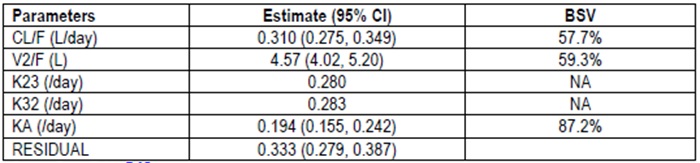 Parameters Estimate (95% CI) BSV
CL/F (L/day) 0.310 (0.275, 0.349) 57.7%
V2/F (L) 4.57 (4.02, 5.20) 59.3%
K23 (/day) 0.280 NA
K32 (/day) 0.283 NA
KA (/day) 0.194 (0.155, 0.242) 87.2%
RESIDUAL 0.333 (0.279, 0.387)